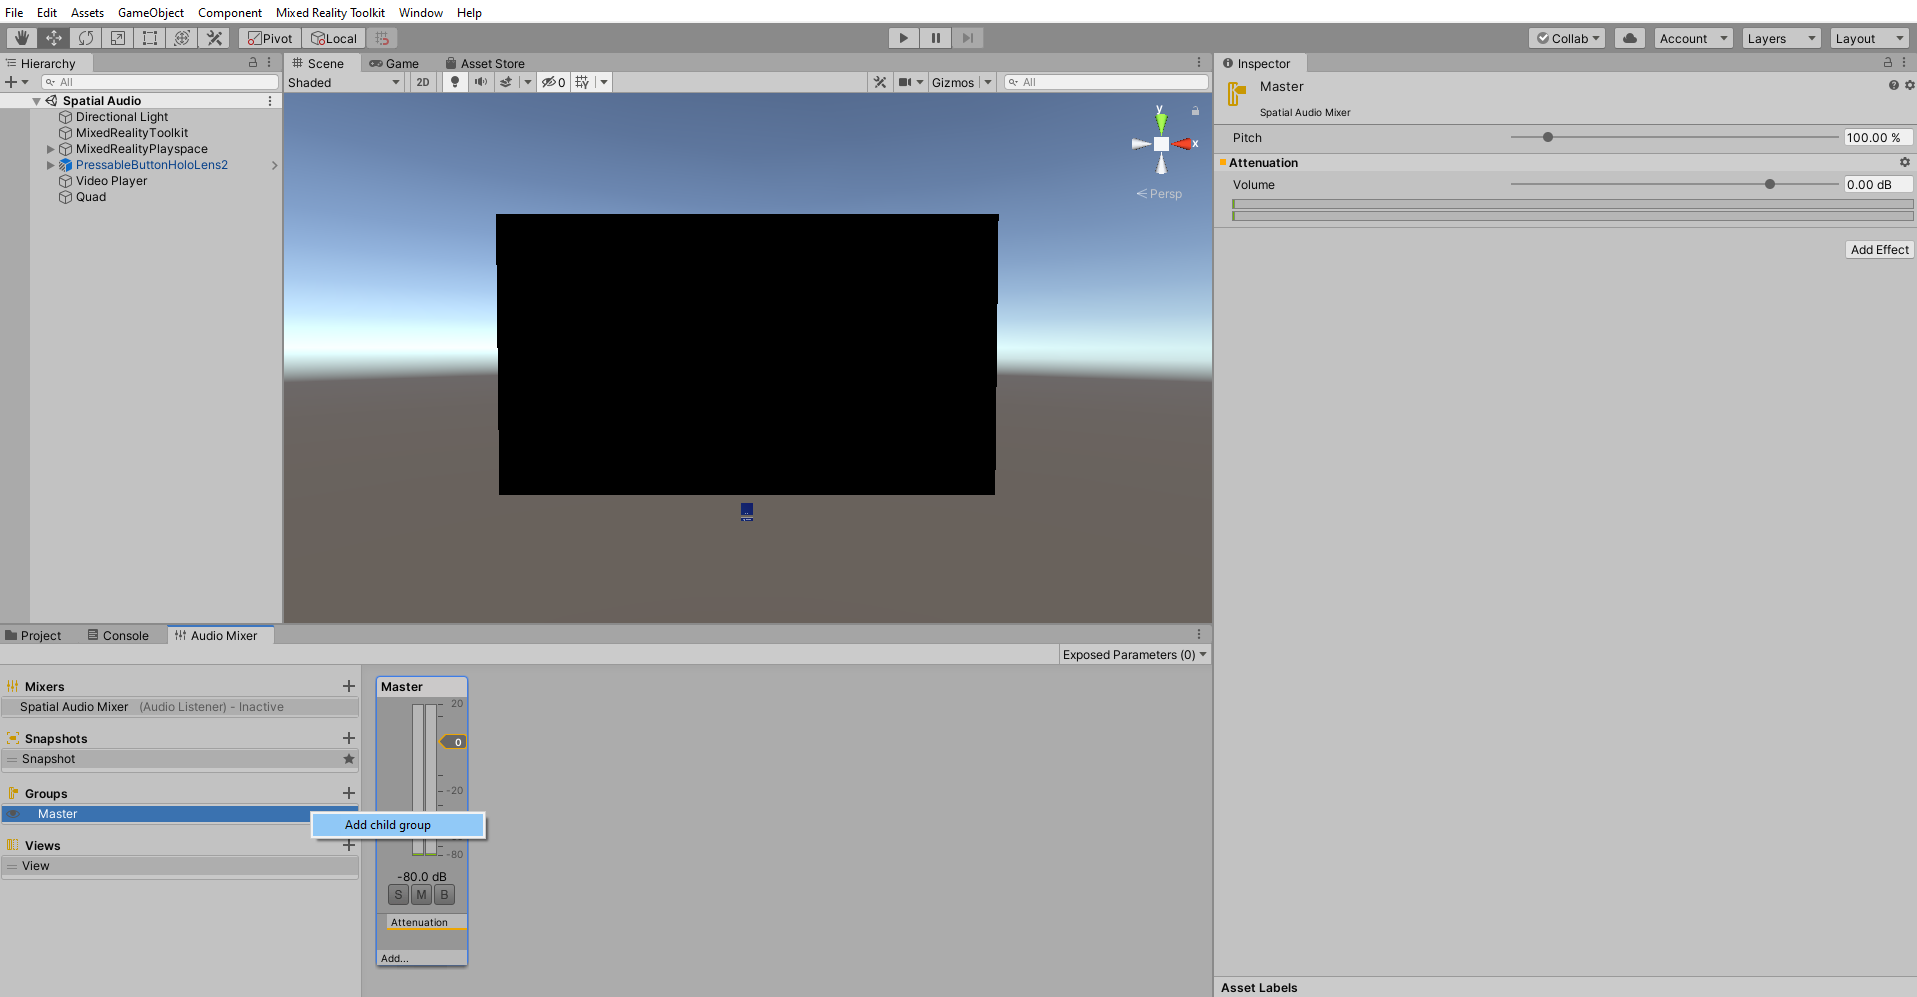 File Edit Assets GameObject Component Mixed Reality Toolkit Window Help
Pivot Local Collab Account Layers Layout
Hierarchy
All
Spatial Audio
Directional Light
MixedRealityToolkit
MixedRealityPlayspace
PressableButtonHoloLens2
Video Player
Quad
Scene Game Asset Store
Shaded 2D 0 Gizmos All
y
x
Persp
Inspector
Master
Spatial Audio Mixer
Pitch 100.00 %
Attenuation
Volume 0.00 dB
Add Effect
Asset Labels
Project Console Audio Mixer
Exposed Parameters (0)
Mixers
Spatial Audio Mixer (Audio Listener) - Inactive
Snapshots
Snapshot
Groups
Master
Add child group
Views
View
Master
20
0
-20
-80
-80.0 dB
S M B
Attenuation
Add...